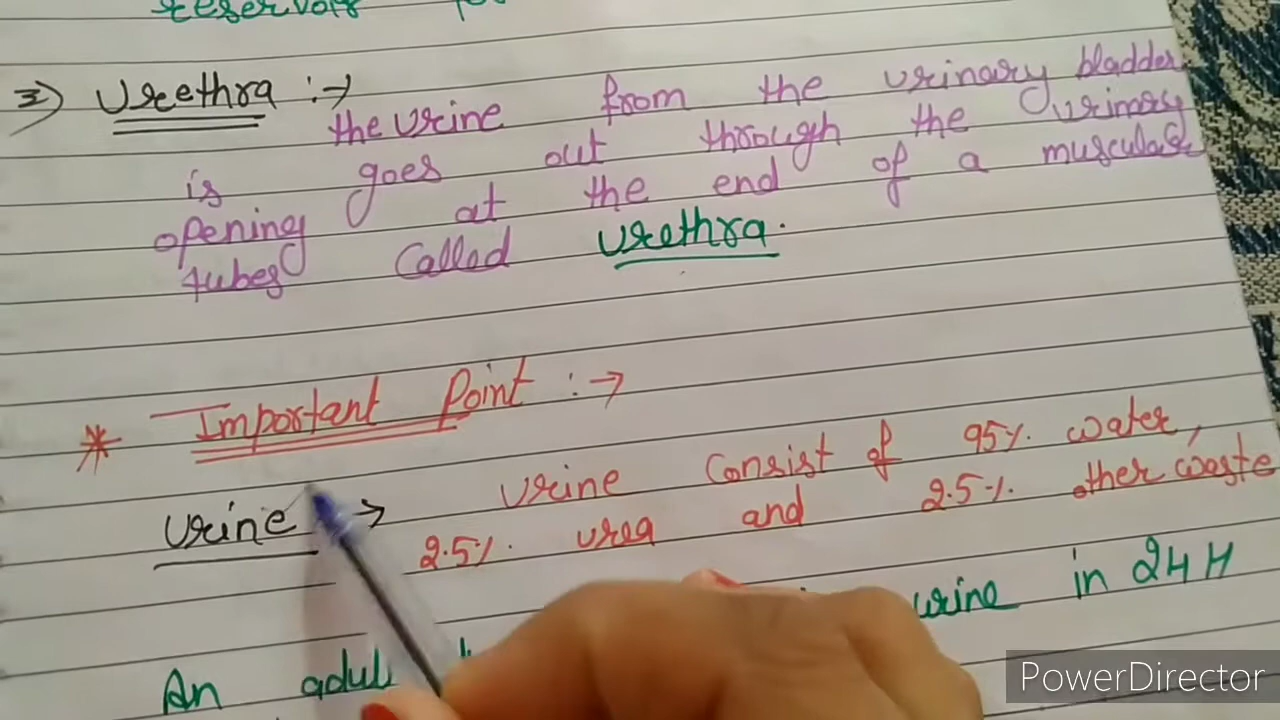 reservoir for
3) Urethra :→
the urine from the urinary bladder
is goes out through the urinary
opening at the end of a muscular
tubes called urethra.
* Important Point :→
Urine → Urine consist of 95%. water,
2.5%. urea and 2.5%. other waste
An adul urine in 24 H
PowerDirector